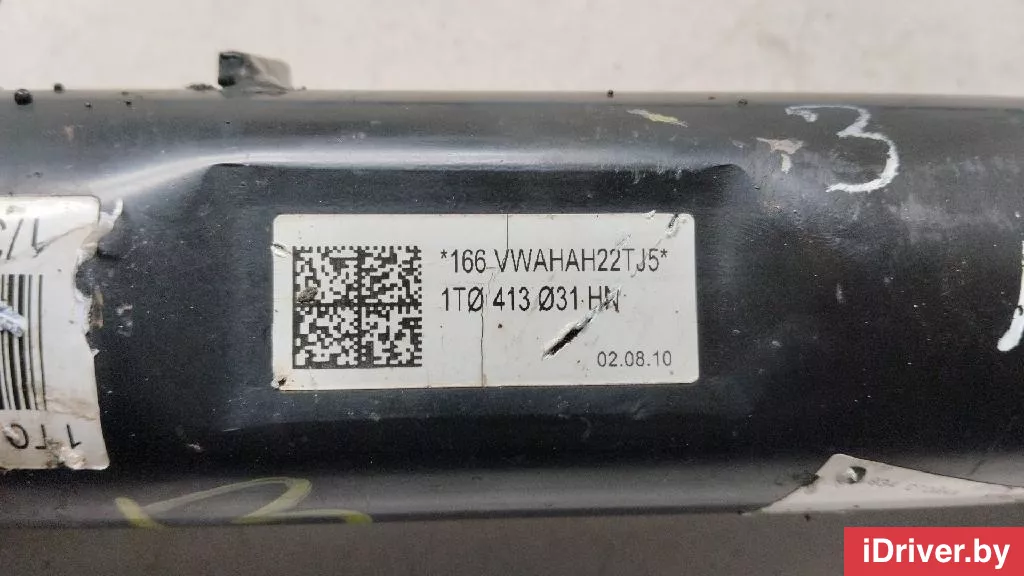 *166 VWAHAH22TJ5*
1TØ 413 Ø31 HN
02.08.10
3
iDriver.by